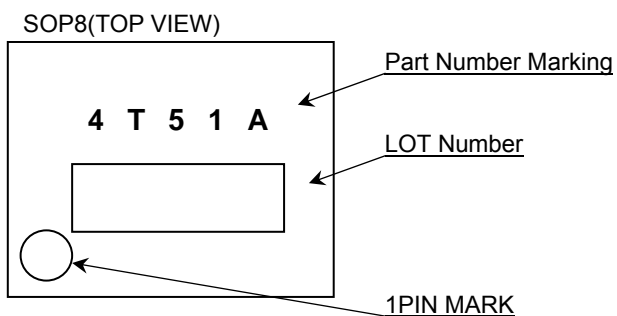 SOP8(TOP VIEW)
Part Number Marking
4 T 5 1 A
LOT Number
1PIN MARK